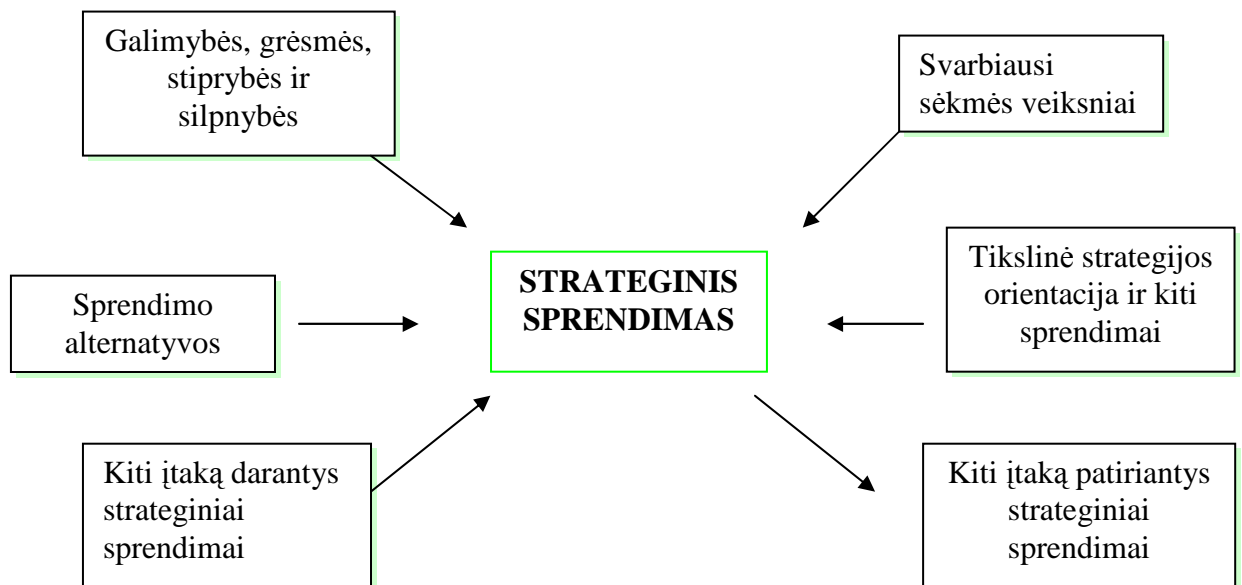 Galimybės, grėsmės,
stiprybės ir
silpnybės
Svarbiausi
sėkmės veiksniai
Sprendimo
alternatyvos
STRATEGINIS
SPRENDIMAS
Tikslinė strategijos
orientacija ir kiti
sprendimai
Kiti įtaką darantys
strateginiai
sprendimai
Kiti įtaką patiriantys
strateginiai
sprendimai